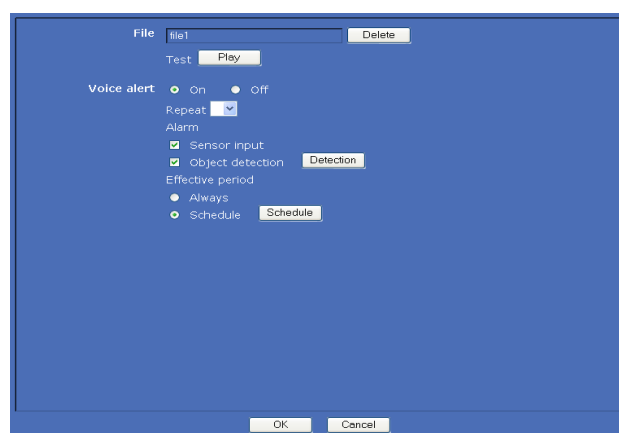 File file1 Delete
Test Play
Voice alert On Off
Repeat
Alarm
Sensor input
Object detection Detection
Effective period
Always
Schedule Schedule
OK Cancel